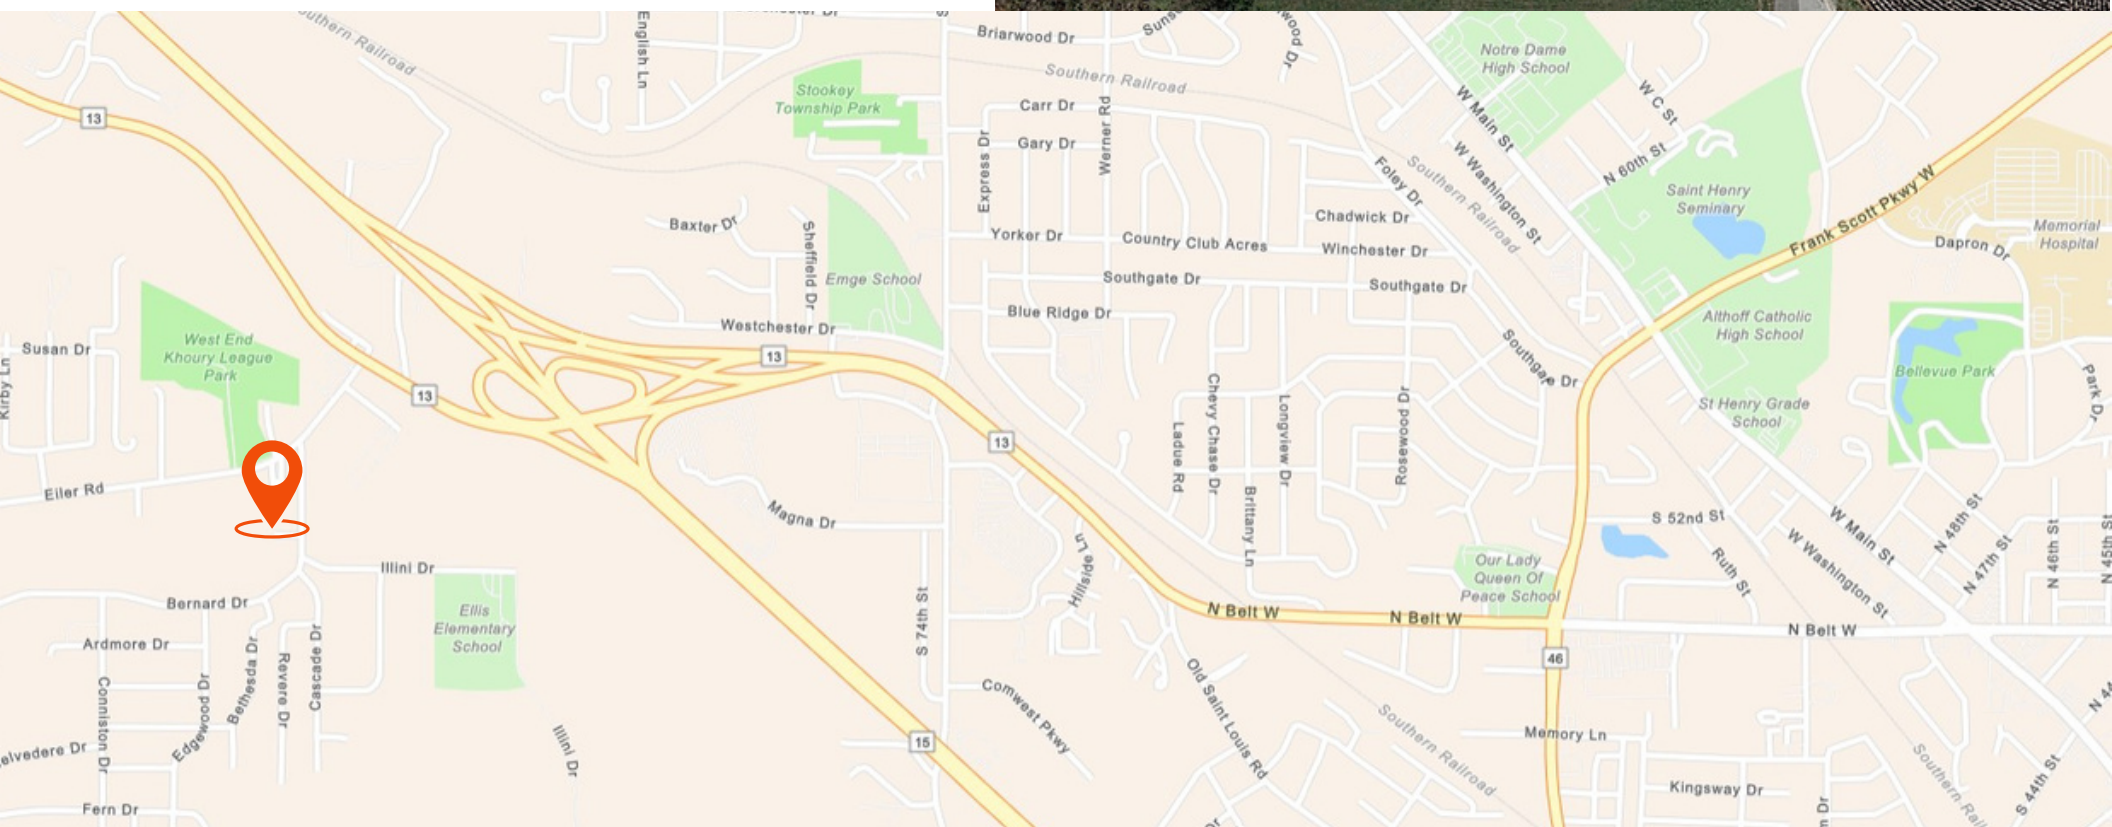 Southern Railroad
English Ln
Briarwood Dr
Southern Railroad
Notre Dame
High School
W C St
W Main St
13
Stookey
Township Park
Carr Dr
Gary Dr
Express Dr
Werner Rd
W Washington St
Southern Railroad
Foley Dr
N 60th St
Saint Henry
Seminary
Frank Scott Pkwy W
Memorial
Hospital
Dapron Dr
Baxter Dr
Sheffield Dr
Emge School
Yorker Dr
Country Club Acres
Chadwick Dr
Winchester Dr
Southgate Dr
Southgate Dr
Blue Ridge Dr
Westchester Dr
13
Southgate Dr
Althoff Catholic
High School
West End
Khoury League
Park
Susan Dr
Kirby Ln
13
Bellevue Park
Park Dr
St Henry Grade
School
13
Ladue Rd
Chevy Chase Dr
Longview Dr
Rosewood Dr
Brittany Ln
Eiler Rd
Magna Dr
S 52nd St
W Main St
N 48th St
N 47th St
N 46th St
N 45th St
Hillside Ln
Our Lady
Queen Of
Peace School
Ruth St
W Washington St
Illini Dr
Bernard Dr
Ellis
Elementary
School
S 74th St
N Belt W
N Belt W
N Belt W
Ardmore Dr
Conniston Dr
Edgewood Dr
Bethesda Dr
Revere Dr
Cascade Dr
46
Old Saint Louis Rd
Comwest Pkwy
Southern Railroad
Illini Dr
15
Memory Ln
Kingsway Dr
S 44th St
Fern Dr